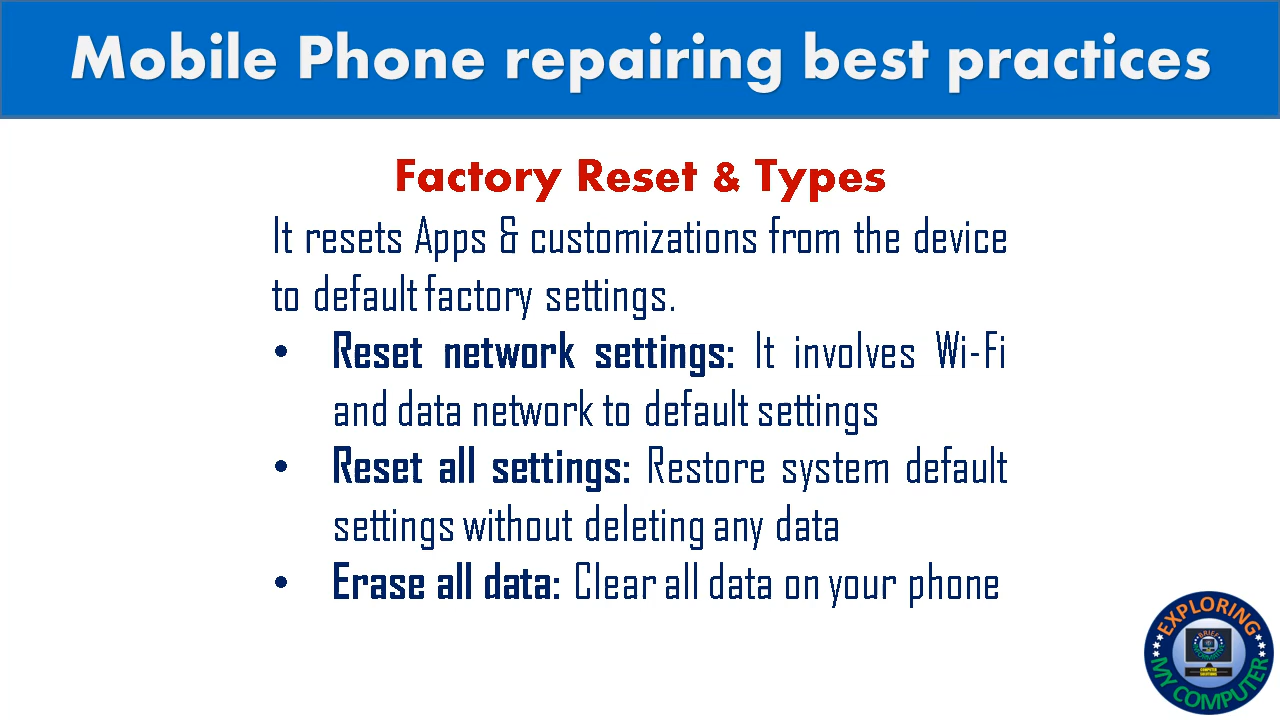 Mobile Phone repairing best practices
Factory Reset & Types
It resets Apps & customizations from the device
to default factory settings.
• Reset network settings: It involves Wi-Fi
and data network to default settings
• Reset all settings: Restore system default
settings without deleting any data
• Erase all data: Clear all data on your phone
EXPLORING
MY COMPUTER